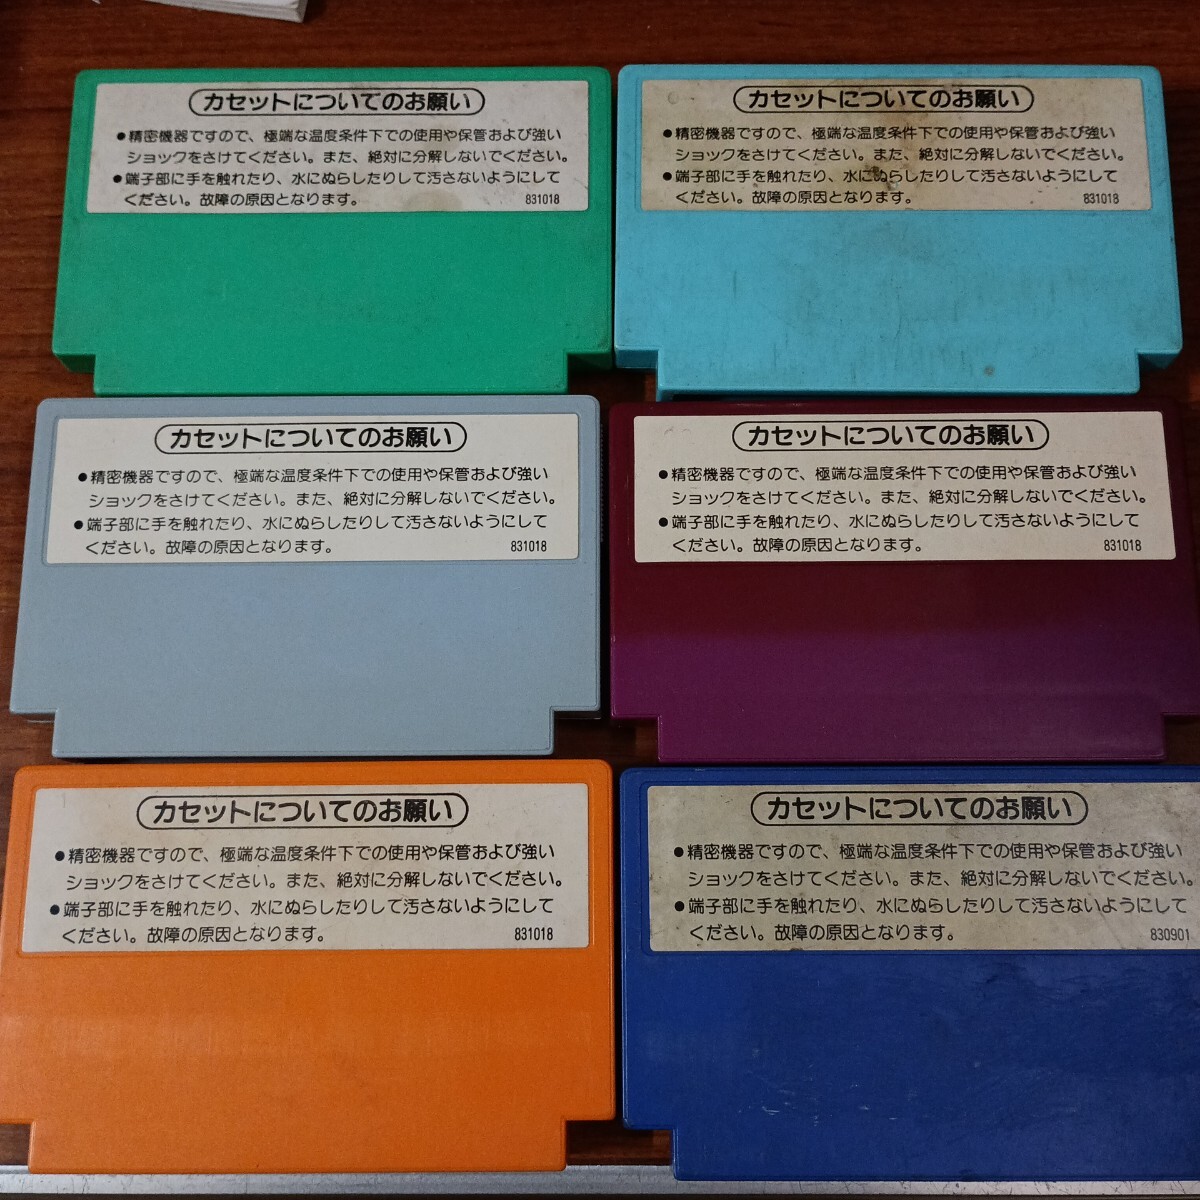 カセットについてのお願い
●精密機器ですので、極端な温度条件下での使用や保管および強い
ショックをさけてください。また、絶対に分解しないでください。
●端子部に手を触れたり、水にぬらしたりして汚さないようにして
ください。故障の原因となります。 831018
カセットについてのお願い
●精密機器ですので、極端な温度条件下での使用や保管および強い
ショックをさけてください。また、絶対に分解しないでください。
●端子部に手を触れたり、水にぬらしたりして汚さないようにして
ください。故障の原因となります。 831018
カセットについてのお願い
●精密機器ですので、極端な温度条件下での使用や保管および強い
ショックをさけてください。また、絶対に分解しないでください。
●端子部に手を触れたり、水にぬらしたりして汚さないようにして
ください。故障の原因となります。 831018
カセットについてのお願い
●精密機器ですので、極端な温度条件下での使用や保管および強い
ショックをさけてください。また、絶対に分解しないでください。
●端子部に手を触れたり、水にぬらしたりして汚さないようにして
ください。故障の原因となります。 831018
カセットについてのお願い
●精密機器ですので、極端な温度条件下での使用や保管および強い
ショックをさけてください。また、絶対に分解しないでください。
●端子部に手を触れたり、水にぬらしたりして汚さないようにして
ください。故障の原因となります。 831018
カセットについてのお願い
●精密機器ですので、極端な温度条件下での使用や保管および強い
ショックをさけてください。また、絶対に分解しないでください。
●端子部に手を触れたり、水にぬらしたりして汚さないようにして
ください。故障の原因となります。 830901